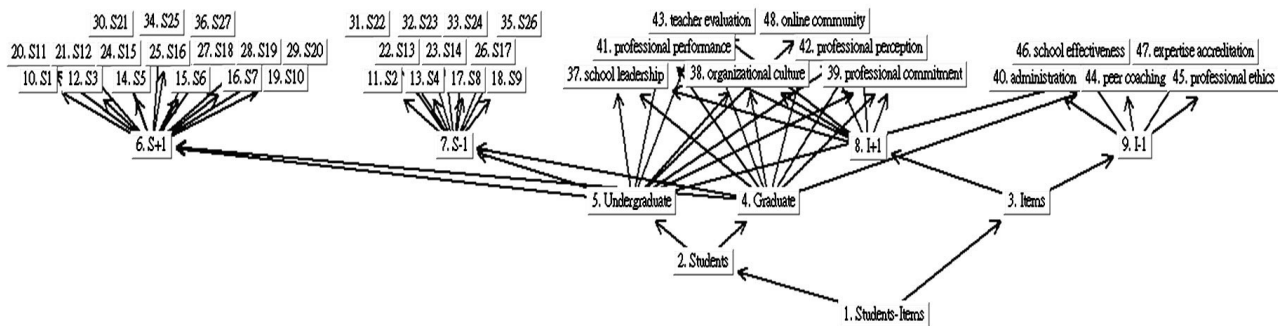 30. S21 34. S25 36. S27 31. S22 32. S23 33. S24 35. S26 43. teacher evaluation 48. online community
20. S11 21. S12 24. S15 25. S16 27. S18 28. S19 29. S20 22. S13 23. S14 26. S17 41. professional performance 42. professional perception 46. school effectiveness 47. expertise accreditation
10. S1 12. S3 14. S5 15. S6 16. S7 19. S10 11. S2 13. S4 17. S8 18. S9 37. school leadership 38. organizational culture 39. professional commitment 40. administration 44. peer coaching 45. professional ethics
6. S+1 7. S-1 8. I+1 9. I-1
5. Undergraduate 4. Graduate 3. Items
2. Students
1. Students-Items